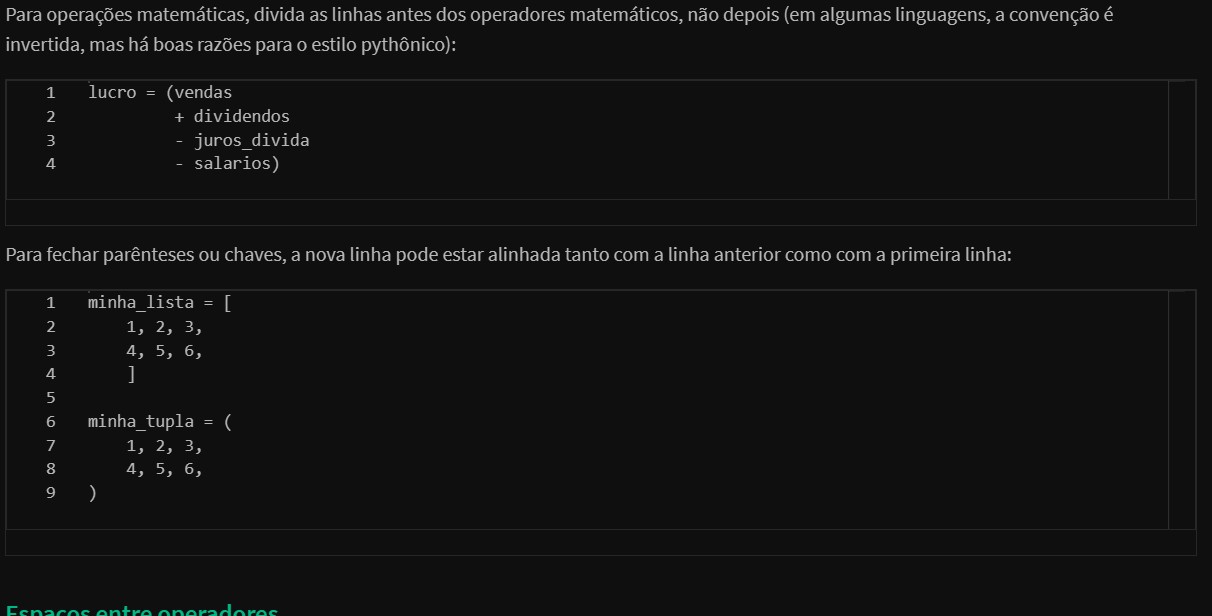 Para operações matemáticas, divida as linhas antes dos operadores matemáticos, não depois (em algumas linguagens, a convenção é
invertida, mas há boas razões para o estilo pythônico):
1 lucro = (vendas
2          + dividendos
3          - juros_divida
4          - salarios)
Para fechar parênteses ou chaves, a nova linha pode estar alinhada tanto com a linha anterior como com a primeira linha:
1 minha_lista = [
2     1, 2, 3,
3     4, 5, 6,
4     ]
5
6 minha_tupla = (
7     1, 2, 3,
8     4, 5, 6,
9 )
Espaços entre operadores